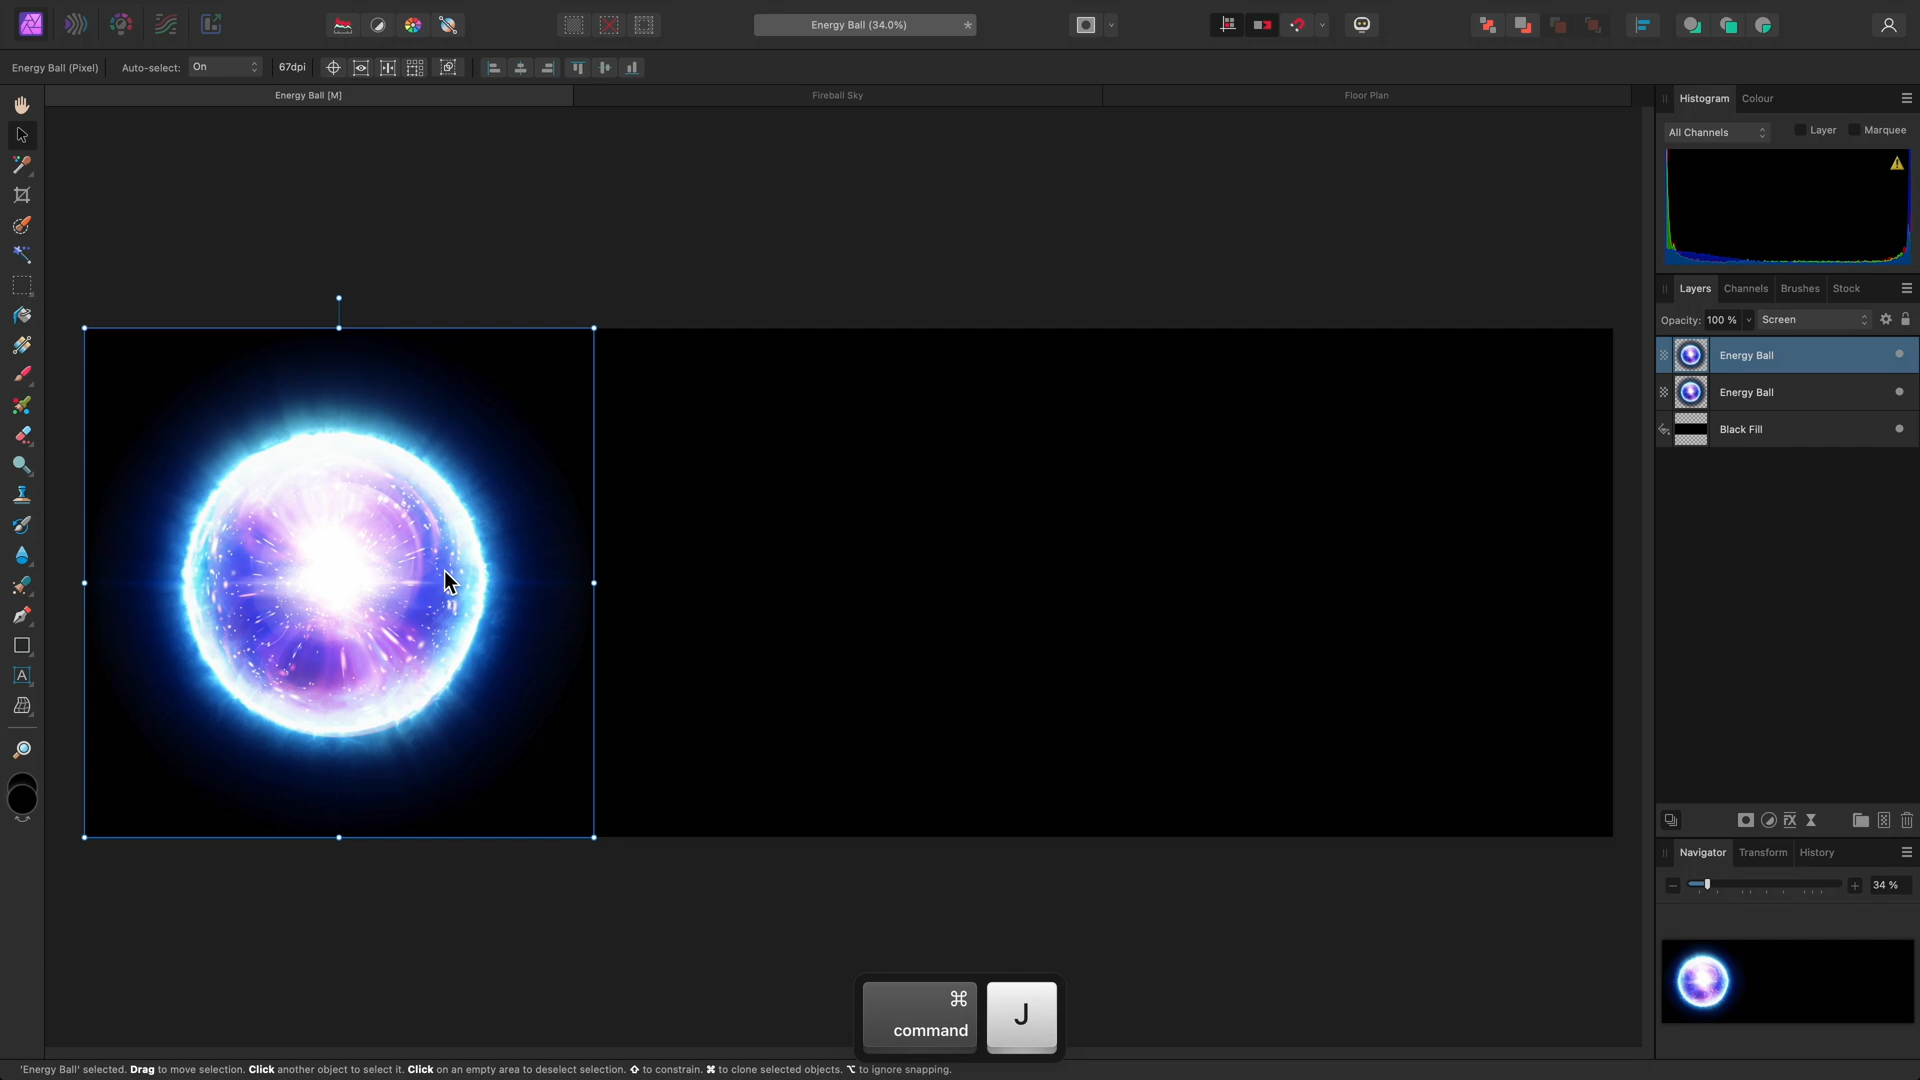 Energy Ball (34.0%) *
Energy Ball (Pixel)
Auto-select: On
67dpi
Energy Ball [M]
Fireball Sky
Floor Plan
Histogram
Colour
All Channels
Layer
Marquee
Layers
Channels
Brushes
Stock
Opacity: 100 %
Screen
Energy Ball
Energy Ball
Black Fill
FX
A
Navigator
Transform
History
34 %
⌘
command
J
'Energy Ball' selected. Drag to move selection. Click another object to select it. Click on an empty area to deselect selection. ⇧ to constrain. ⌘ to clone selected objects. ⌥ to ignore snapping.